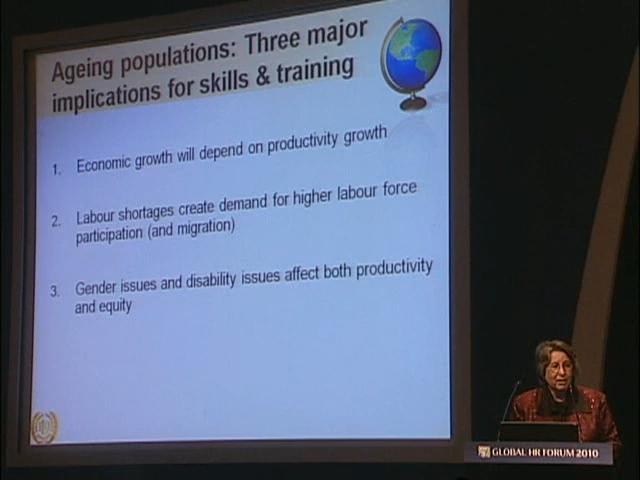 Ageing populations: Three major
implications for skills & training
1. Economic growth will depend on productivity growth
2. Labour shortages create demand for higher labour force
participation (and migration)
3. Gender issues and disability issues affect both productivity
and equity
GLOBAL HR FORUM 2010